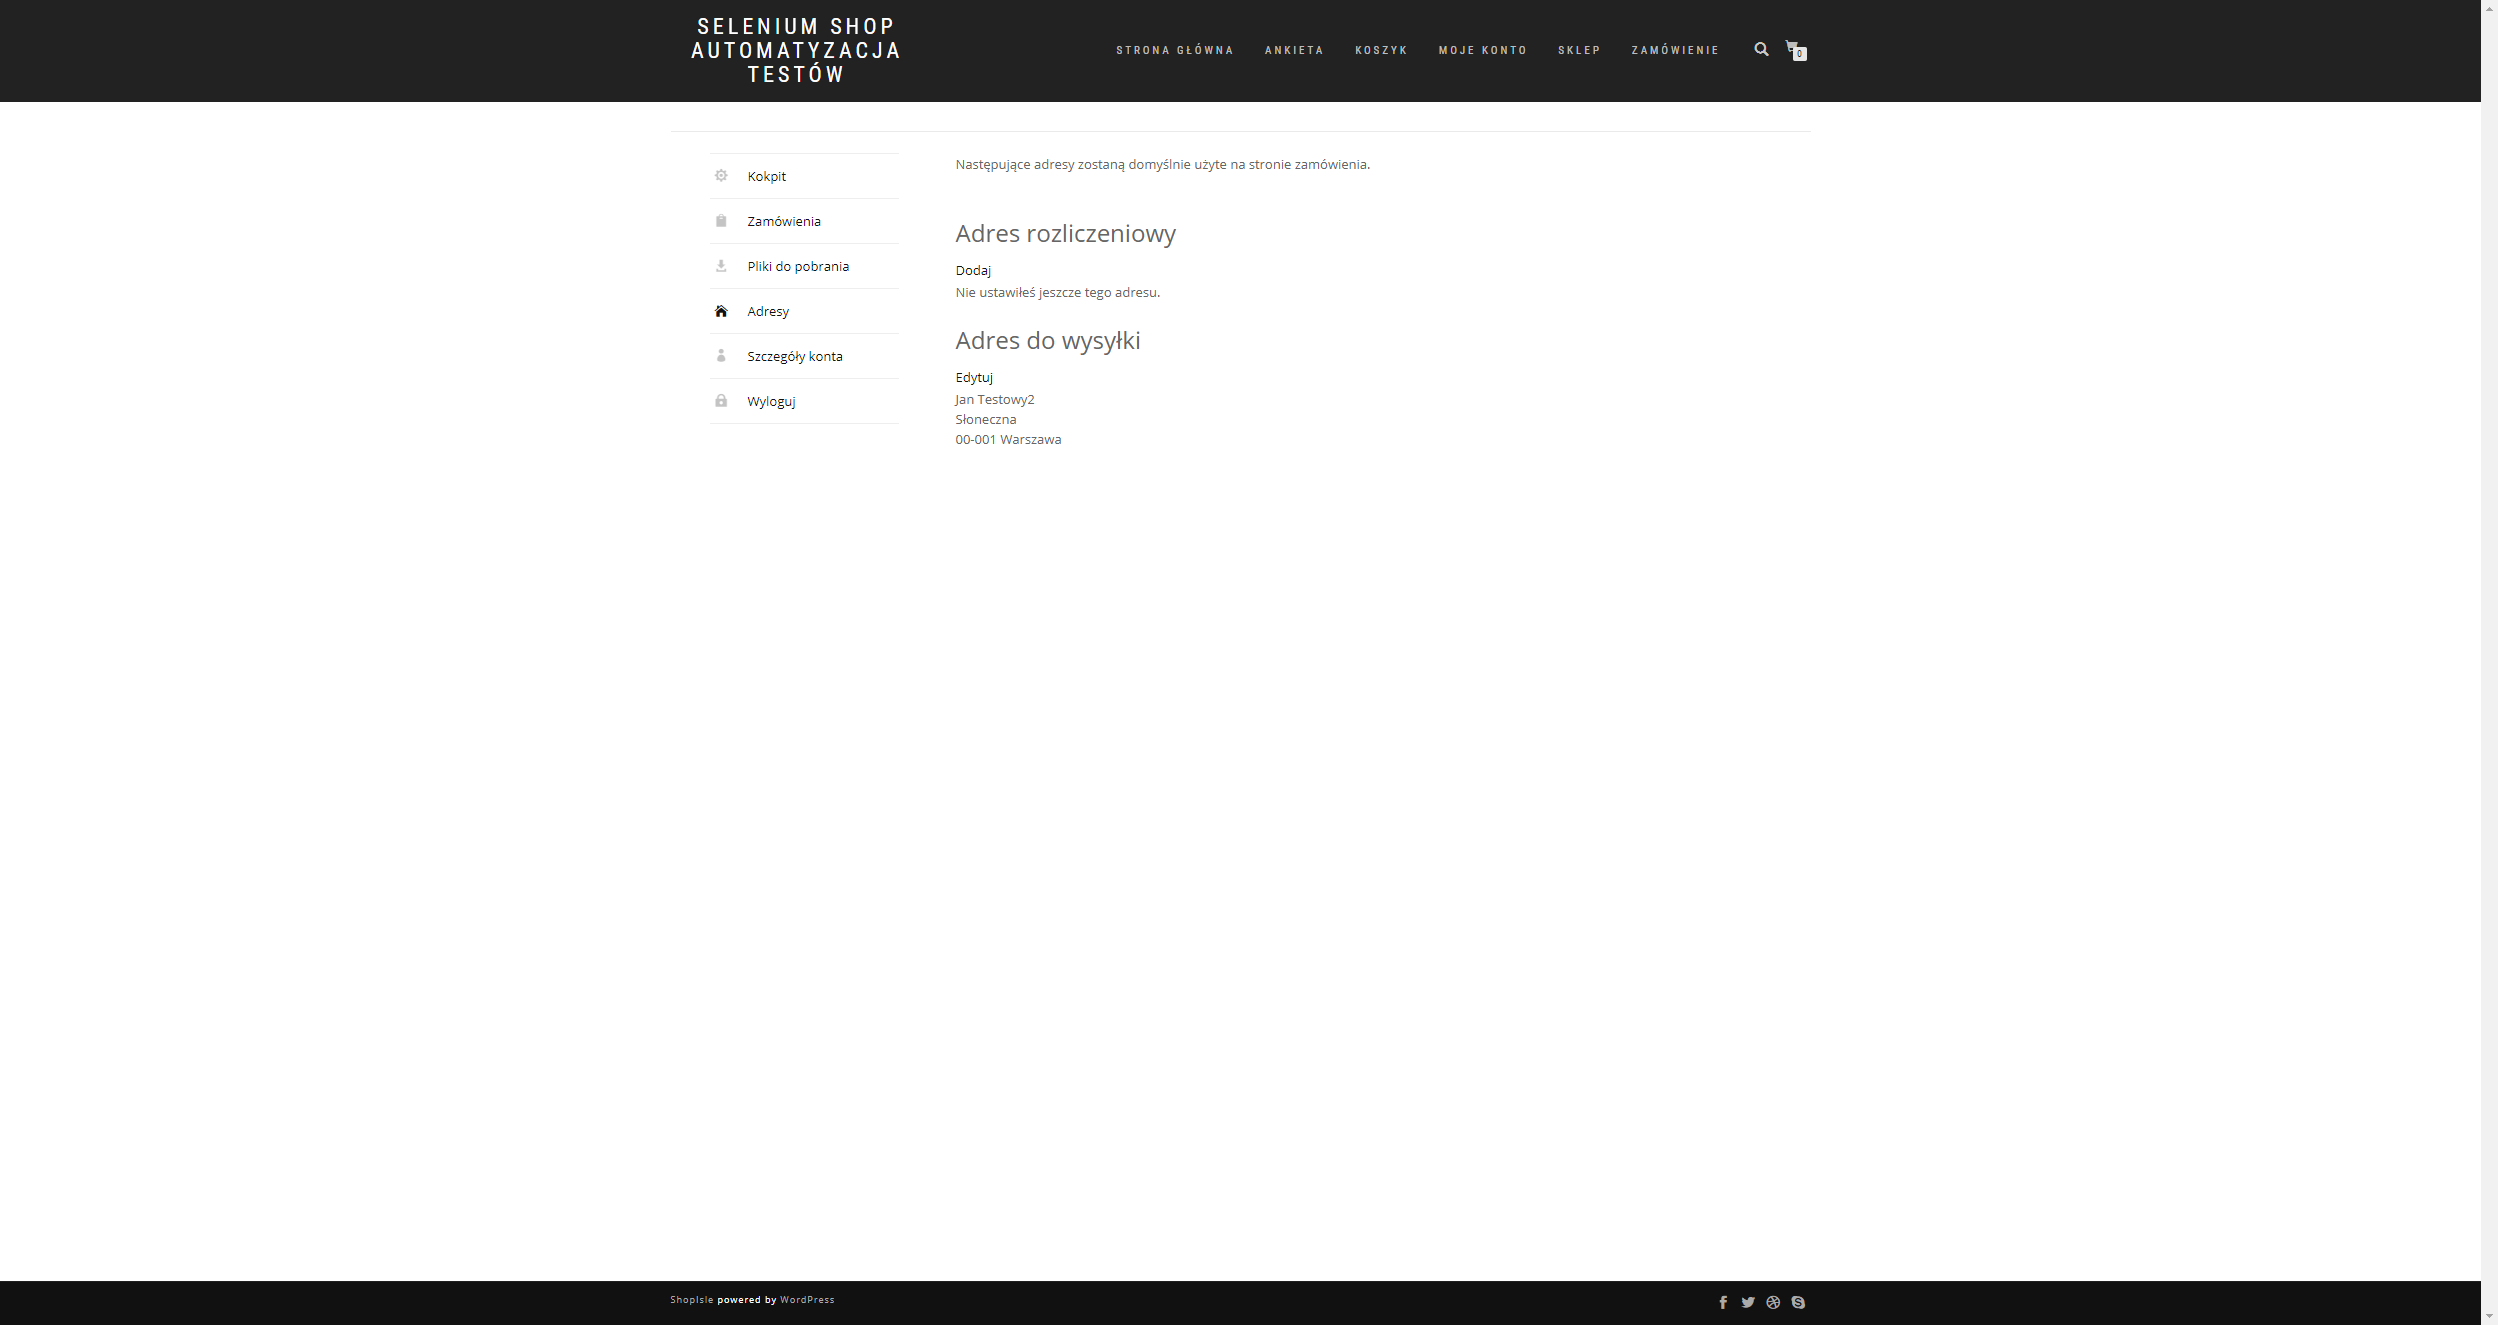 SELENIUM SHOP
AUTOMATYZACJA
TESTÓW
STRONA GŁÓWNA
ANKIETA
KOSZYK
MOJE KONTO
SKLEP
ZAMÓWIENIE
0
Kokpit
Zamówienia
Pliki do pobrania
Adresy
Szczegóły konta
Wyloguj
Następujące adresy zostaną domyślnie użyte na stronie zamówienia.
Adres rozliczeniowy
Dodaj
Nie ustawiłeś jeszcze tego adresu.
Adres do wysyłki
Edytuj
Jan Testowy2
Słoneczna
00-001 Warszawa
ShopIsle powered by WordPress